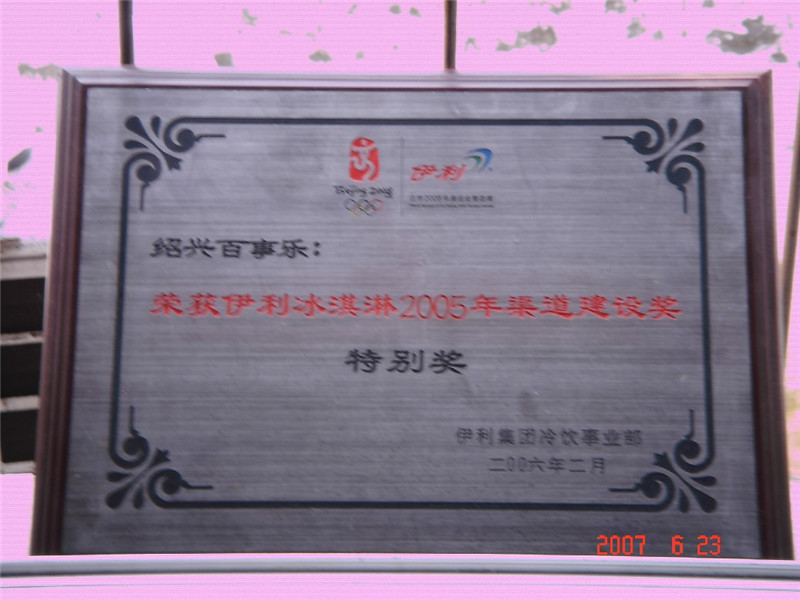 Beijing 2008
伊利
绍兴百事乐：
荣获伊利冰淇淋2005年渠道建设奖
特别奖
伊利集团冷饮事业部
二00六年二月
2007 6 23